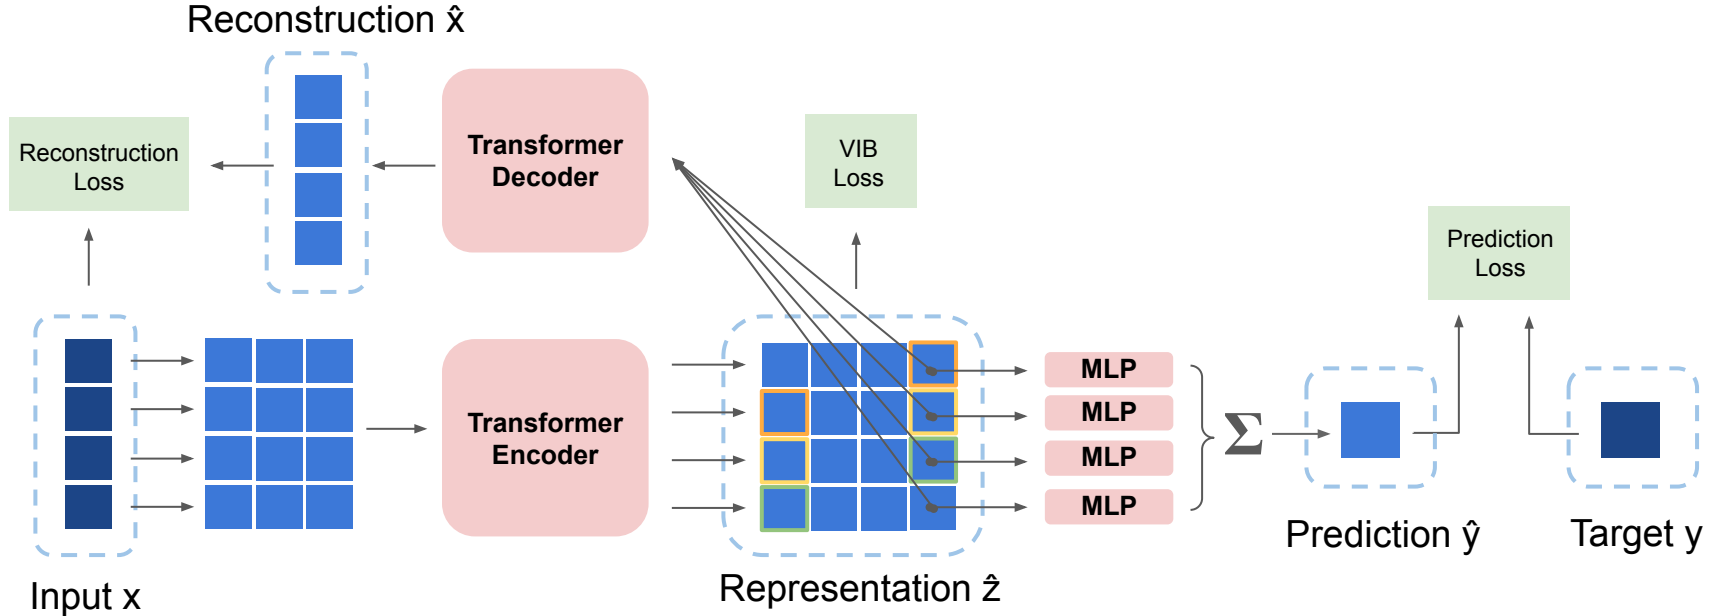 Reconstruction x̂
Reconstruction
Loss
Transformer
Decoder
VIB
Loss
Prediction
Loss
Transformer
Encoder
MLP
MLP
MLP
MLP
Σ
Input x
Representation ẑ
Prediction ŷ
Target y